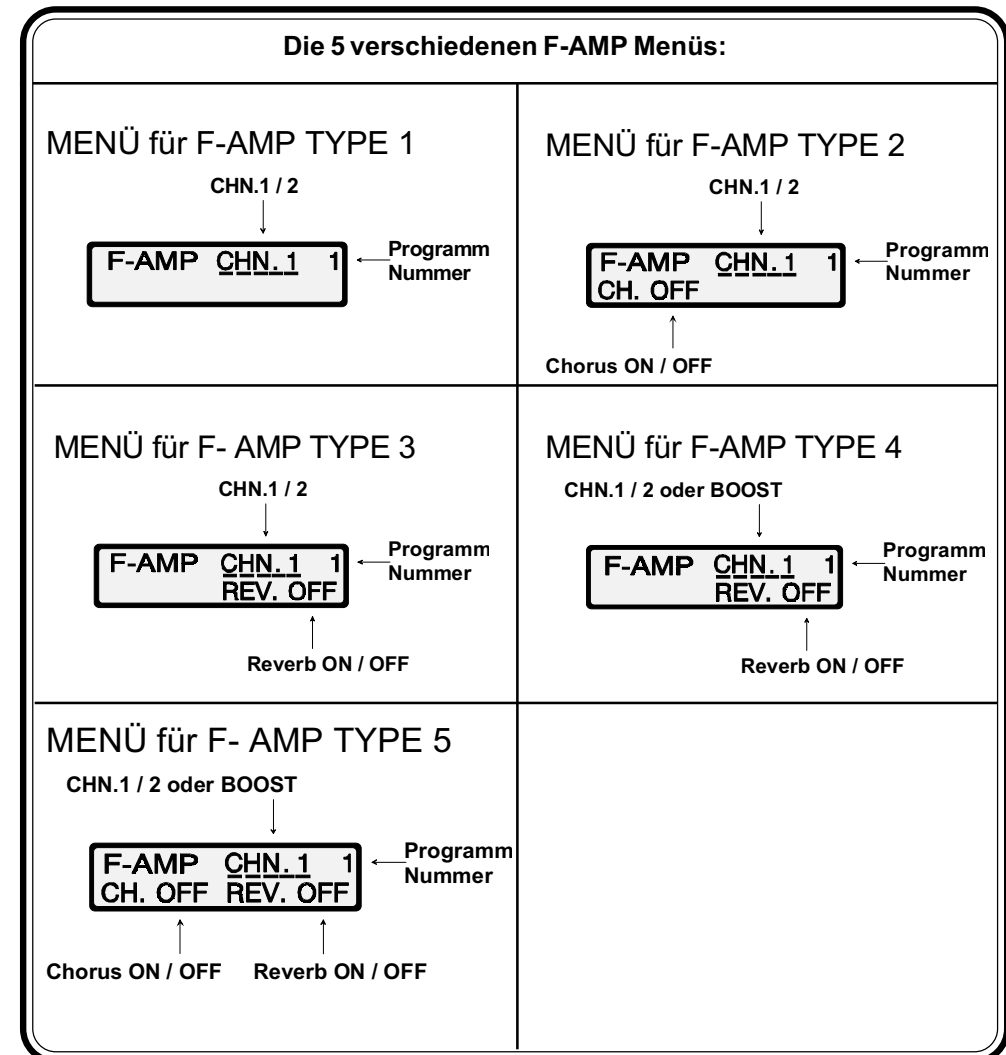 Die 5 verschiedenen F-AMP Menüs:
MENÜ für F-AMP TYPE 1
CHN.1 / 2
F-AMP CHN.1 1
Programm
Nummer
MENÜ für F-AMP TYPE 2
CHN.1 / 2
F-AMP CHN.1 1
CH. OFF
Programm
Nummer
Chorus ON / OFF
MENÜ für F- AMP TYPE 3
CHN.1 / 2
F-AMP CHN.1 1
REV. OFF
Programm
Nummer
Reverb ON / OFF
MENÜ für F-AMP TYPE 4
CHN.1 / 2 oder BOOST
F-AMP CHN.1 1
REV. OFF
Programm
Nummer
Reverb ON / OFF
MENÜ für F- AMP TYPE 5
CHN.1 / 2 oder BOOST
F-AMP CHN.1 1
CH. OFF REV. OFF
Programm
Nummer
Chorus ON / OFF Reverb ON / OFF